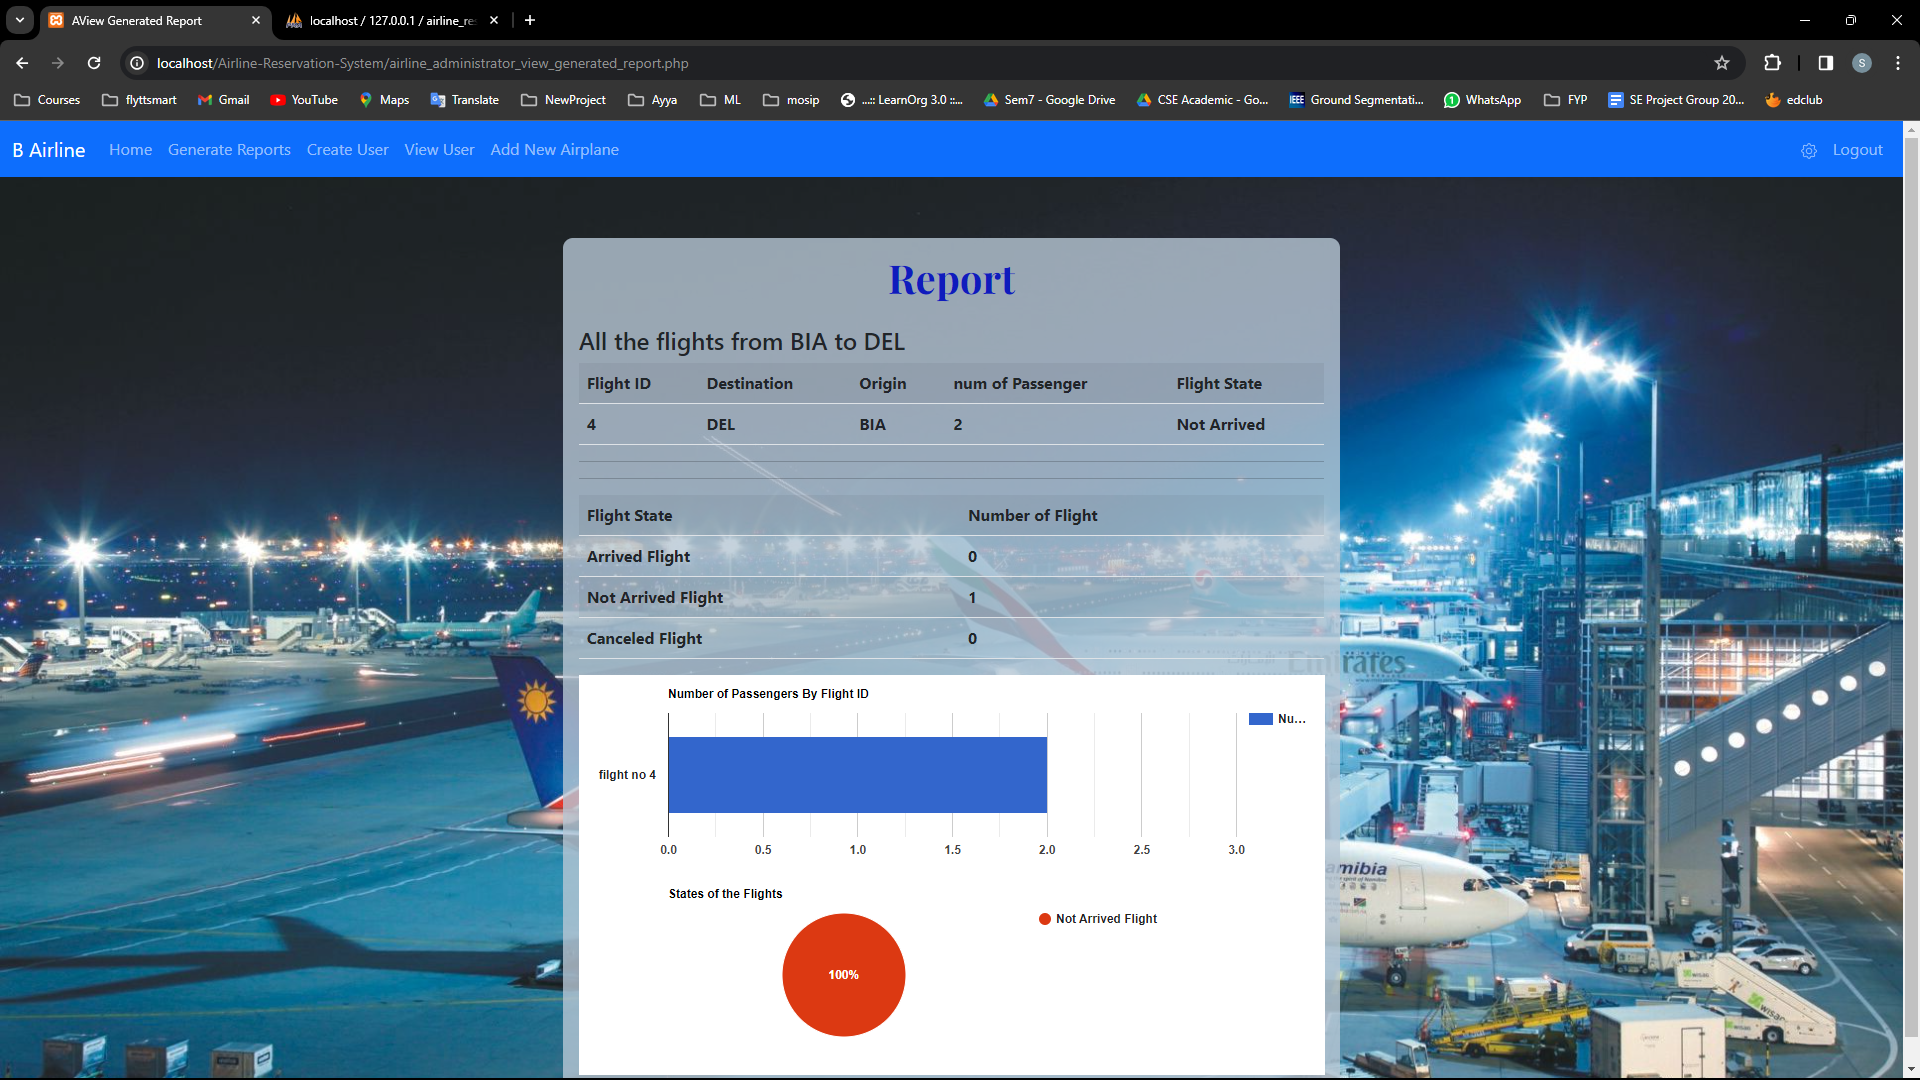 AView Generated Report
localhost / 127.0.0.1 / airline_re
localhost/Airline-Reservation-System/airline_administrator_view_generated_report.php
S
Courses flyttsmart Gmail YouTube Maps Translate NewProject Ayya ML mosip ...:: LearnOrg 3.0 ::... Sem7 - Google Drive CSE Academic - Go... IEEE Ground Segmentati... WhatsApp FYP SE Project Group 20... edclub
B Airline Home Generate Reports Create User View User Add New Airplane Logout
Report
All the flights from BIA to DEL
Flight ID Destination Origin num of Passenger Flight State
4 DEL BIA 2 Not Arrived
Flight State Number of Flight
Arrived Flight 0
Not Arrived Flight 1
Canceled Flight 0
Emirates
Number of Passengers By Flight ID
Nu...
filght no 4
0.0 0.5 1.0 1.5 2.0 2.5 3.0
amibia
States of the Flights
Not Arrived Flight
100%
wisag